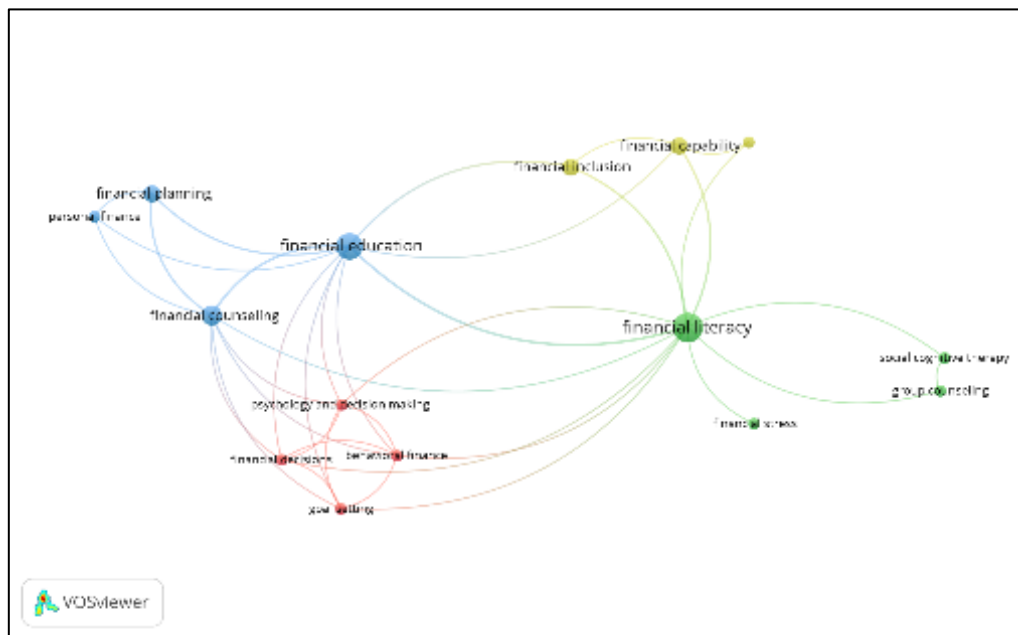 financial capability
financial inclusion
financial planning
personal finance
financial education
financial counseling
financial literacy
social cognitive therapy
group counseling
psychology and decision making
financial stress
behavioral finance
financial decisions
goal setting
VOSviewer